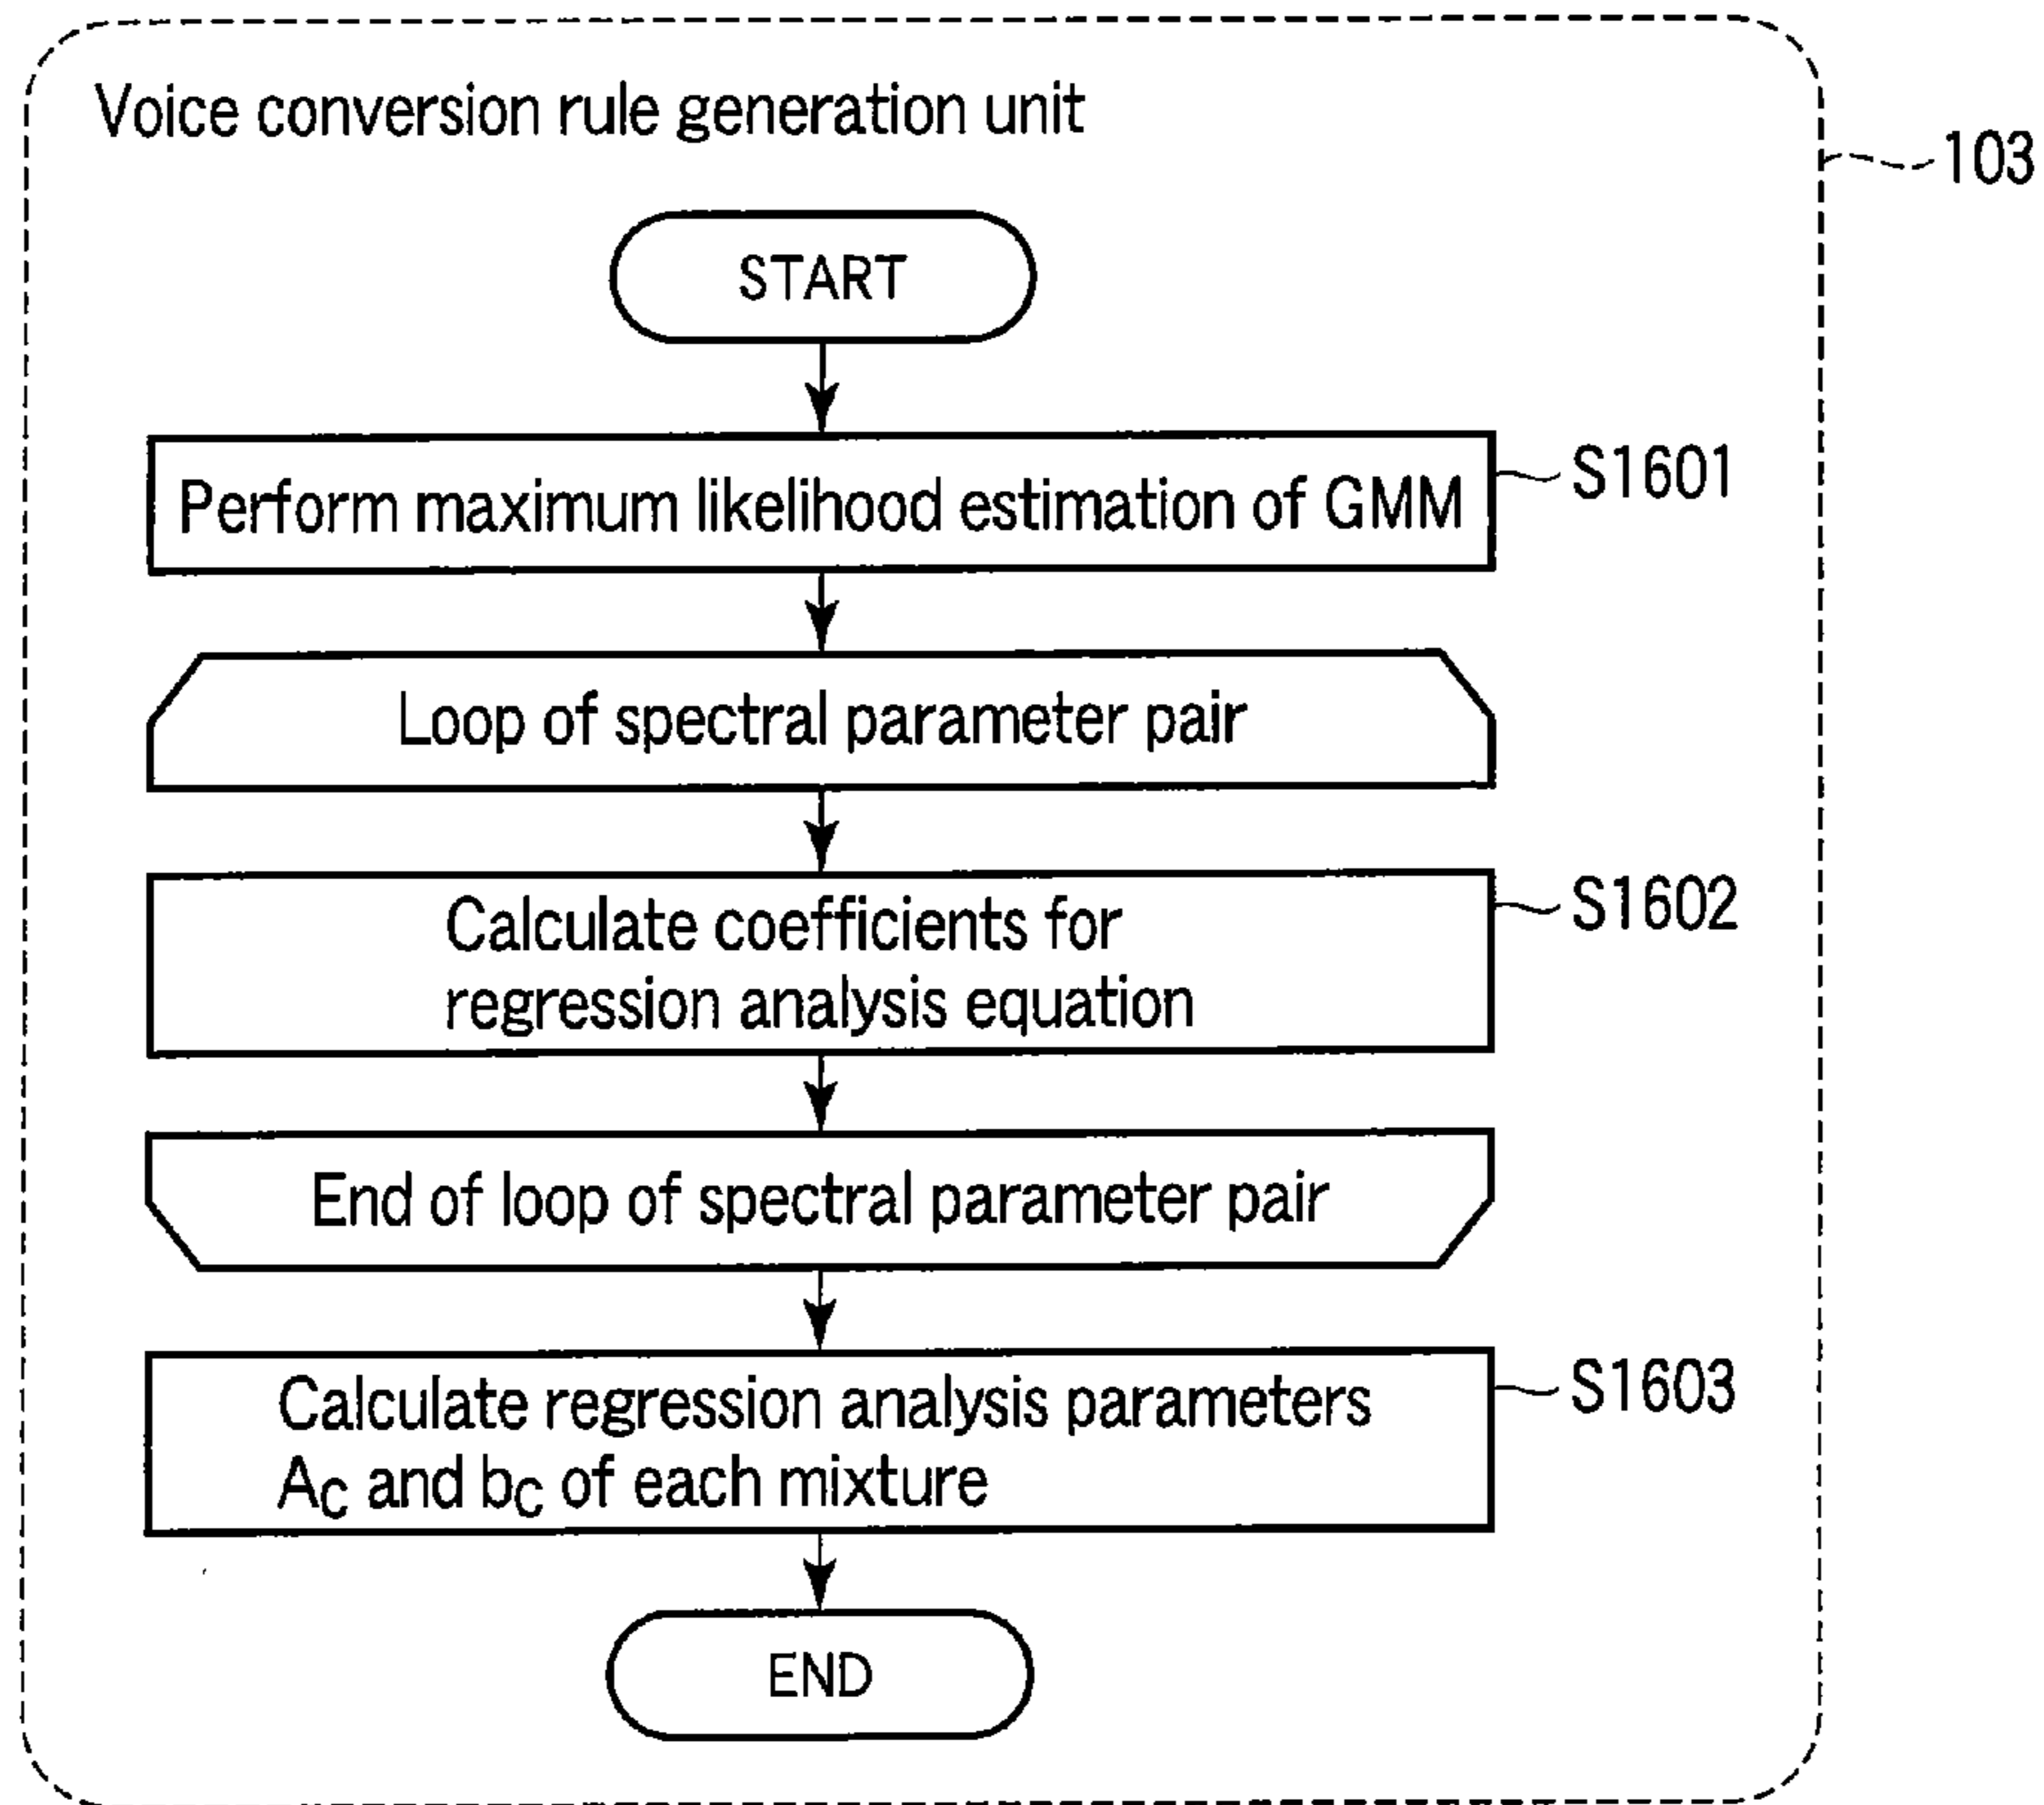 Voice conversion rule generation unit
103
START
Perform maximum likelihood estimation of GMM
S1601
Loop of spectral parameter pair
Calculate coefficients for
regression analysis equation
S1602
End of loop of spectral parameter pair
Calculate regression analysis parameters
Ac and bc of each mixture
S1603
END